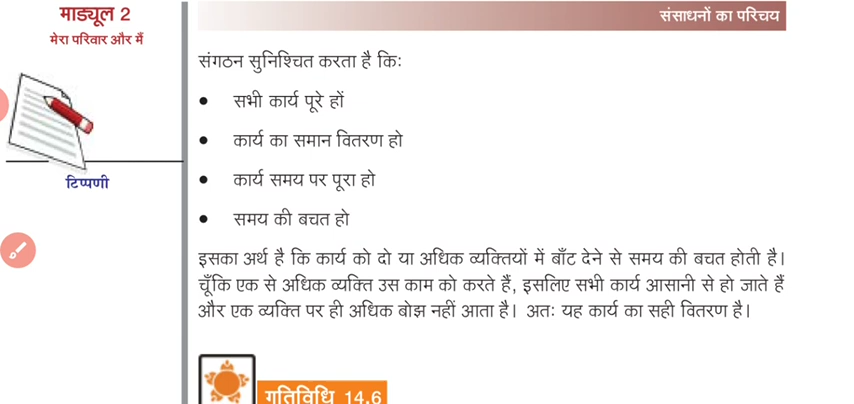 माड्यूल 2
मेरा परिवार और मैं
टिप्पणी
संसाधनों का परिचय
संगठन सुनिश्चित करता है कि:
● सभी कार्य पूरे हों
● कार्य का समान वितरण हो
● कार्य समय पर पूरा हो
● समय की बचत हो
इसका अर्थ है कि कार्य को दो या अधिक व्यक्तियों में बाँट देने से समय की बचत होती है।
चूँकि एक से अधिक व्यक्ति उस काम को करते हैं, इसलिए सभी कार्य आसानी से हो जाते हैं
और एक व्यक्ति पर ही अधिक बोझ नहीं आता है। अतः यह कार्य का सही वितरण है।
गतिविधि 14.6